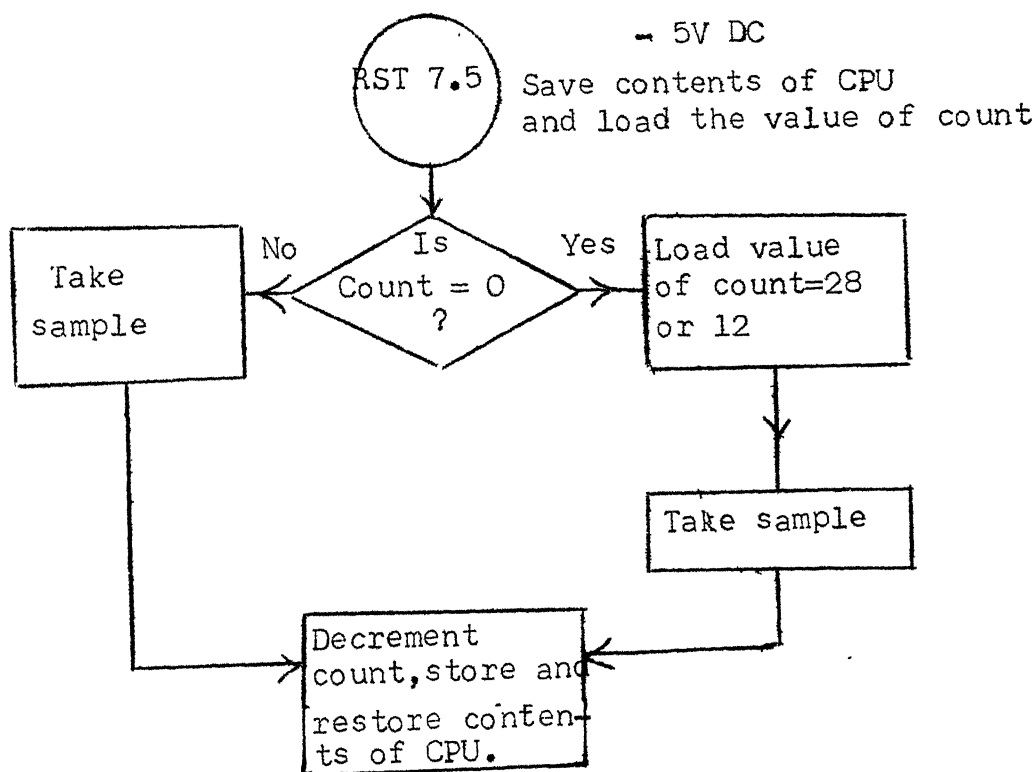 - 5V DC
RST 7.5
Save contents of CPU
and load the value of count
No
Is
Count = 0
?
Yes
Take
sample
Load value
of count=28
or 12
Take sample
Decrement
count, store and
restore conten-
ts of CPU.